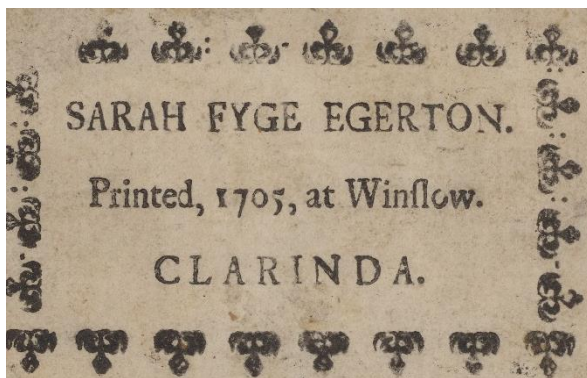 SARAH FYGE EGERTON.
Printed, 1705, at Winſlow.
CLARINDA.